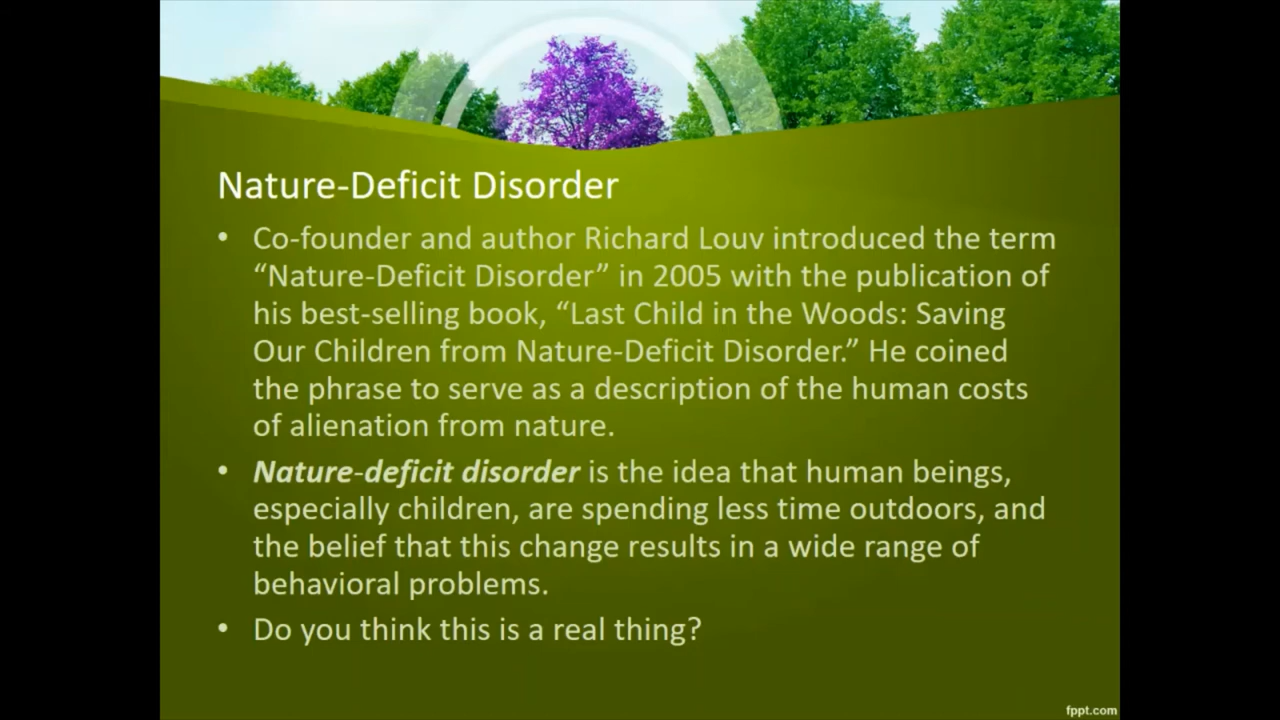 Nature-Deficit Disorder
• Co-founder and author Richard Louv introduced the term
“Nature-Deficit Disorder” in 2005 with the publication of
his best-selling book, “Last Child in the Woods: Saving
Our Children from Nature-Deficit Disorder.” He coined
the phrase to serve as a description of the human costs
of alienation from nature.
• Nature-deficit disorder is the idea that human beings,
especially children, are spending less time outdoors, and
the belief that this change results in a wide range of
behavioral problems.
• Do you think this is a real thing?
fppt.com